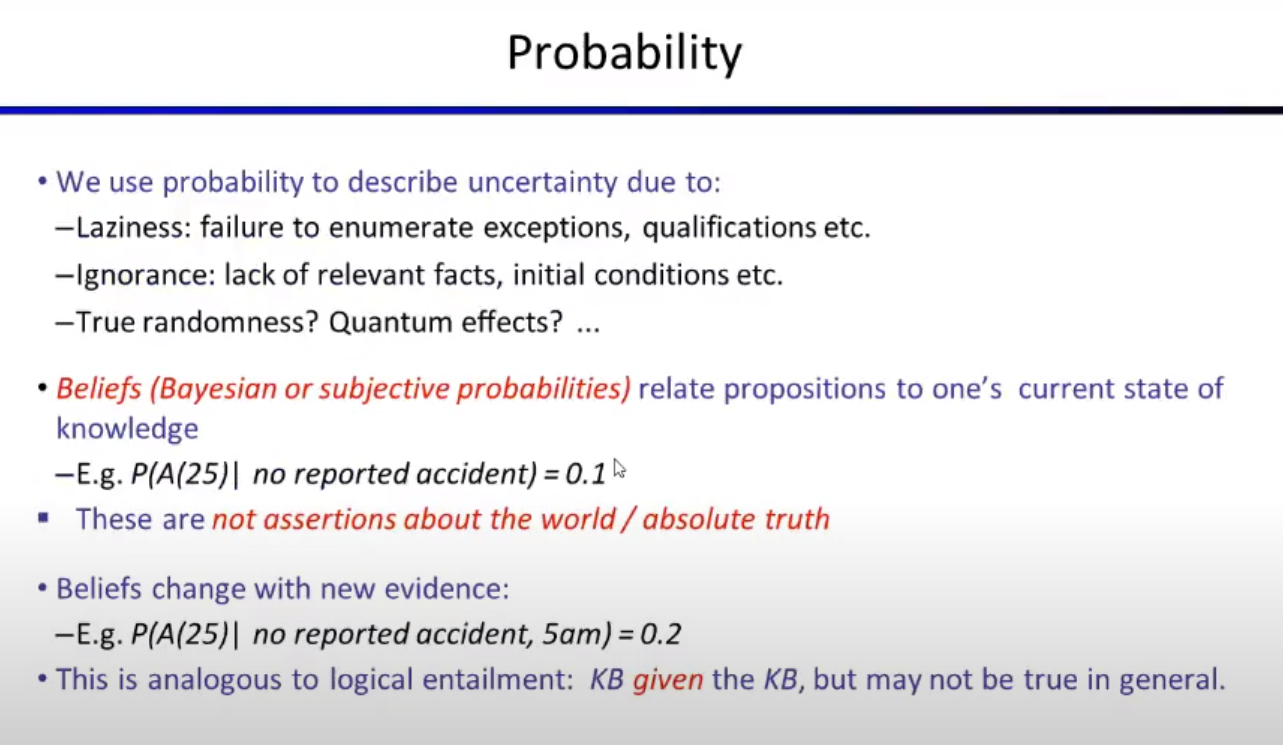 Probability
• We use probability to describe uncertainty due to:
–Laziness: failure to enumerate exceptions, qualifications etc.
–Ignorance: lack of relevant facts, initial conditions etc.
–True randomness? Quantum effects? ...
• Beliefs (Bayesian or subjective probabilities) relate propositions to one’s current state of
knowledge
–E.g. P(A(25)| no reported accident) = 0.1
▪ These are not assertions about the world / absolute truth
• Beliefs change with new evidence:
–E.g. P(A(25)| no reported accident, 5am) = 0.2
• This is analogous to logical entailment: KB given the KB, but may not be true in general.